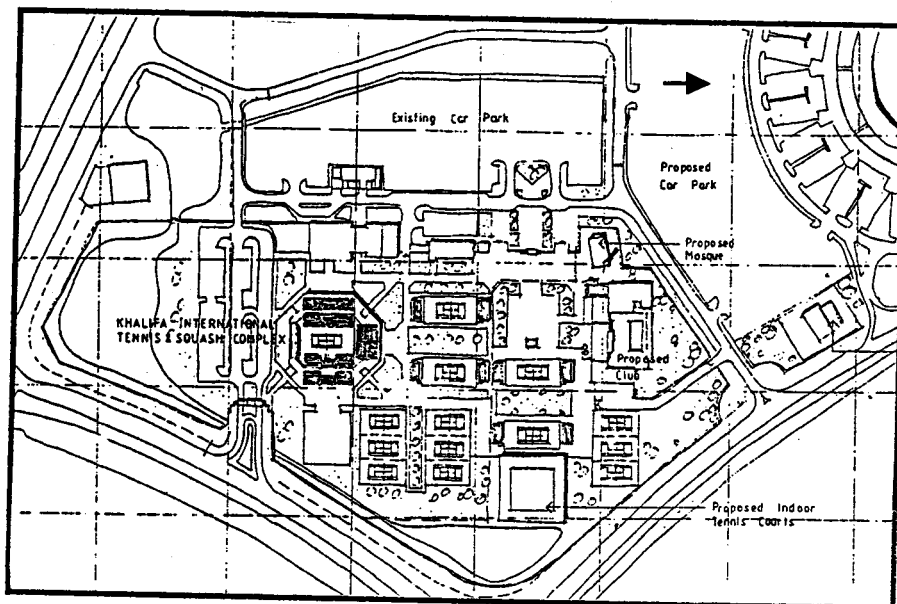 Existing Car Park
Proposed
Car Park
Proposed
Mosque
KHALIFA INTERNATIONAL
TENNIS & SQUASH COMPLEX
Proposed
Club
Proposed Indoor
Tennis Courts